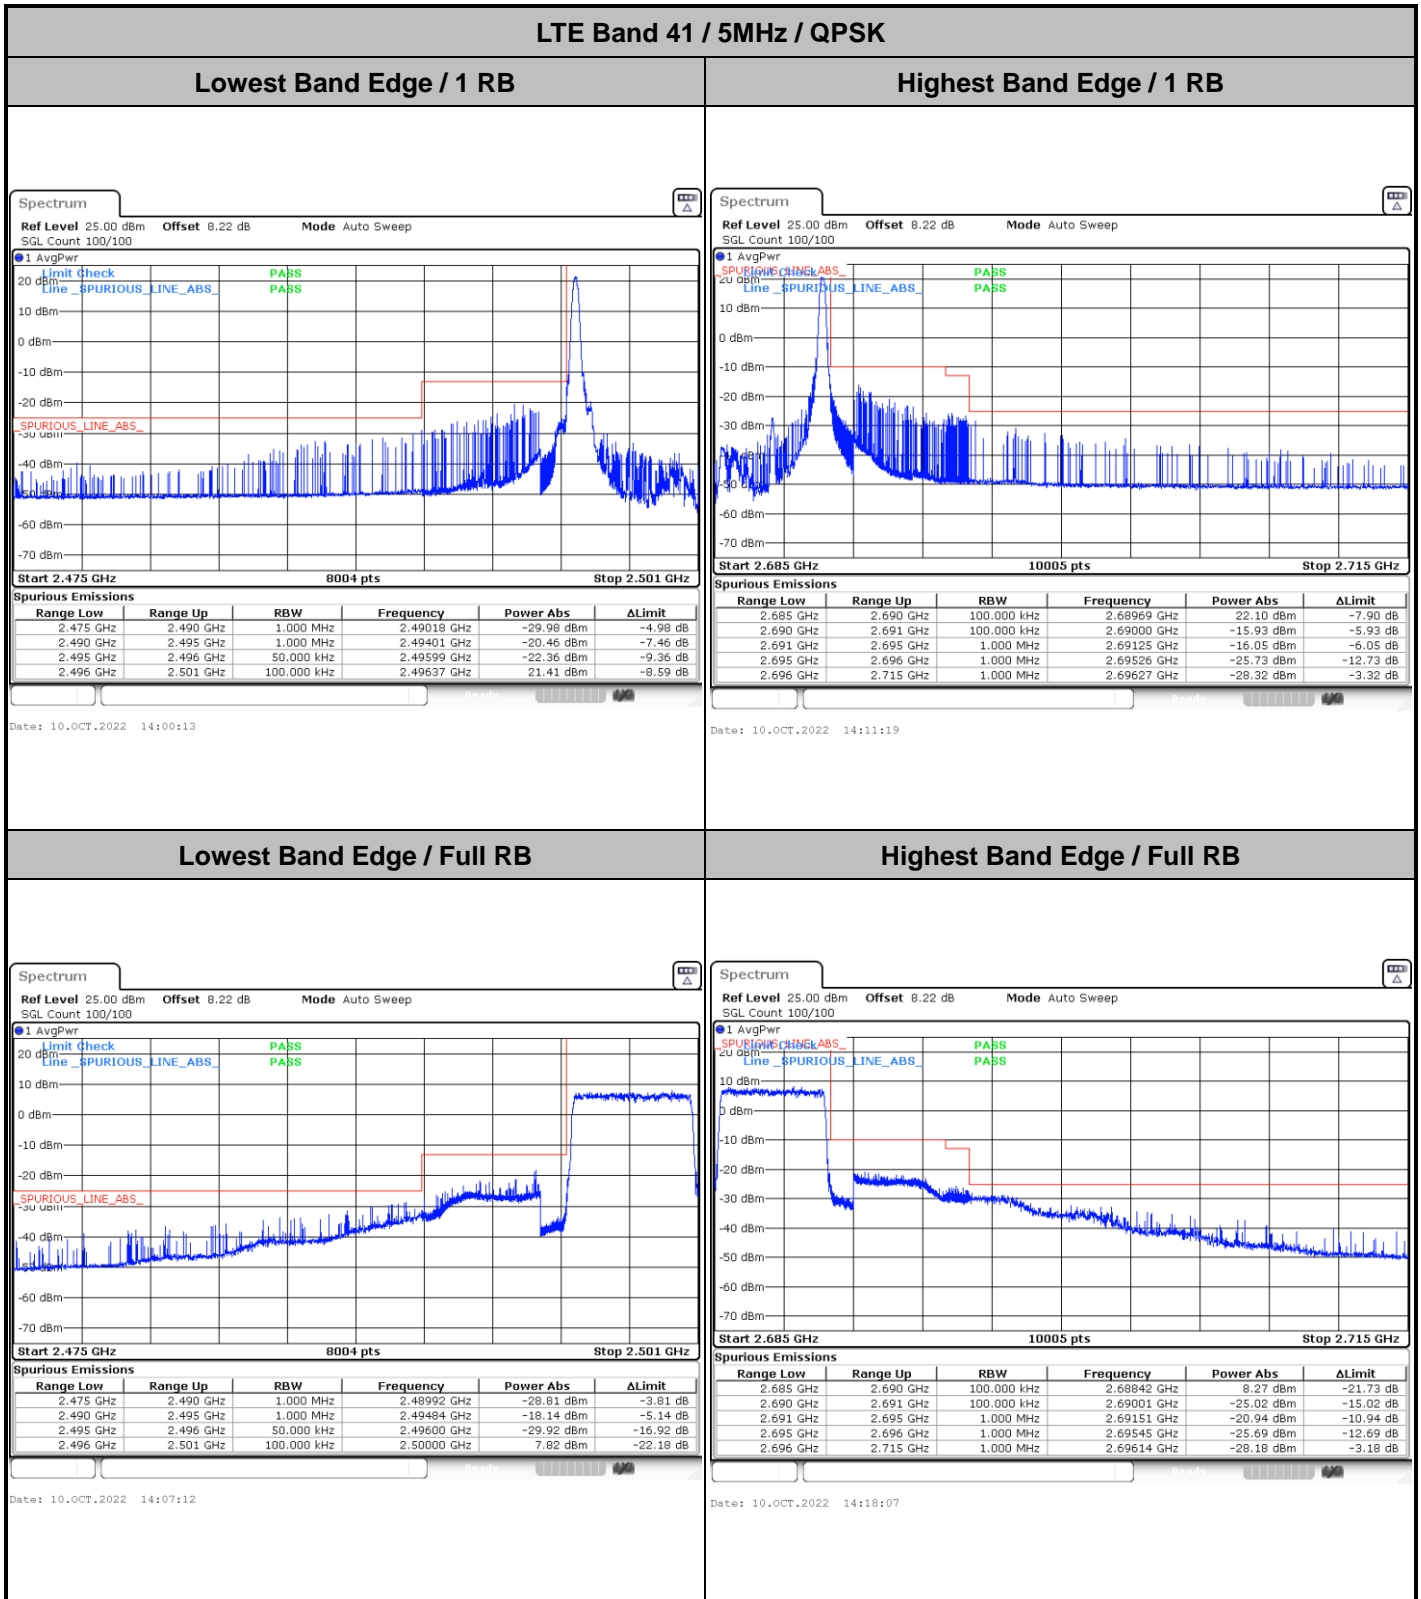 LTE Band 41 / 5MHz / QPSK
Lowest Band Edge / 1 RB
Highest Band Edge / 1 RB
Spectrum
Ref Level 25.00 dBm Offset 8.22 dB Mode Auto Sweep
SGL Count 100/100
1 AvgPwr
Limit Check PASS
Line _SPURIOUS_LINE_ABS_ PASS
20 dBm
10 dBm
0 dBm
-10 dBm
-20 dBm
_SPURIOUS_LINE_ABS_
-30 dBm
-40 dBm
-50 dBm
-60 dBm
-70 dBm
Start 2.475 GHz 8004 pts Stop 2.501 GHz
Spurious Emissions
Range Low Range Up RBW Frequency Power Abs ΔLimit
2.475 GHz 2.490 GHz 1.000 MHz 2.49018 GHz -29.98 dBm -4.98 dB
2.490 GHz 2.495 GHz 1.000 MHz 2.49401 GHz -20.46 dBm -7.46 dB
2.495 GHz 2.496 GHz 50.000 kHz 2.49599 GHz -22.36 dBm -9.36 dB
2.496 GHz 2.501 GHz 100.000 kHz 2.49637 GHz 21.41 dBm -8.59 dB
Ready
Date: 10.OCT.2022 14:00:13
Spectrum
Ref Level 25.00 dBm Offset 8.22 dB Mode Auto Sweep
SGL Count 100/100
1 AvgPwr
_SPURIOUS_LINE_ABS_
Limit Check PASS
Line _SPURIOUS_LINE_ABS_ PASS
20 dBm
10 dBm
0 dBm
-10 dBm
-20 dBm
-30 dBm
-40 dBm
-50 dBm
-60 dBm
-70 dBm
Start 2.685 GHz 10005 pts Stop 2.715 GHz
Spurious Emissions
Range Low Range Up RBW Frequency Power Abs ΔLimit
2.685 GHz 2.690 GHz 100.000 kHz 2.68969 GHz 22.10 dBm -7.90 dB
2.690 GHz 2.691 GHz 100.000 kHz 2.69000 GHz -15.93 dBm -5.93 dB
2.691 GHz 2.695 GHz 1.000 MHz 2.69125 GHz -16.05 dBm -6.05 dB
2.695 GHz 2.696 GHz 1.000 MHz 2.69526 GHz -25.73 dBm -12.73 dB
2.696 GHz 2.715 GHz 1.000 MHz 2.69627 GHz -28.32 dBm -3.32 dB
Ready
Date: 10.OCT.2022 14:11:19
Lowest Band Edge / Full RB
Highest Band Edge / Full RB
Spectrum
Ref Level 25.00 dBm Offset 8.22 dB Mode Auto Sweep
SGL Count 100/100
1 AvgPwr
Limit Check PASS
Line _SPURIOUS_LINE_ABS_ PASS
20 dBm
10 dBm
0 dBm
-10 dBm
-20 dBm
_SPURIOUS_LINE_ABS_
-30 dBm
-40 dBm
-50 dBm
-60 dBm
-70 dBm
Start 2.475 GHz 8004 pts Stop 2.501 GHz
Spurious Emissions
Range Low Range Up RBW Frequency Power Abs ΔLimit
2.475 GHz 2.490 GHz 1.000 MHz 2.48992 GHz -28.81 dBm -3.81 dB
2.490 GHz 2.495 GHz 1.000 MHz 2.49484 GHz -18.14 dBm -5.14 dB
2.495 GHz 2.496 GHz 50.000 kHz 2.49600 GHz -29.92 dBm -16.92 dB
2.496 GHz 2.501 GHz 100.000 kHz 2.50000 GHz 7.82 dBm -22.18 dB
Ready
Date: 10.OCT.2022 14:07:12
Spectrum
Ref Level 25.00 dBm Offset 8.22 dB Mode Auto Sweep
SGL Count 100/100
1 AvgPwr
_SPURIOUS_LINE_ABS_
Limit Check PASS
Line _SPURIOUS_LINE_ABS_ PASS
20 dBm
10 dBm
0 dBm
-10 dBm
-20 dBm
-30 dBm
-40 dBm
-50 dBm
-60 dBm
-70 dBm
Start 2.685 GHz 10005 pts Stop 2.715 GHz
Spurious Emissions
Range Low Range Up RBW Frequency Power Abs ΔLimit
2.685 GHz 2.690 GHz 100.000 kHz 2.68842 GHz 8.27 dBm -21.73 dB
2.690 GHz 2.691 GHz 100.000 kHz 2.69001 GHz -25.02 dBm -15.02 dB
2.691 GHz 2.695 GHz 1.000 MHz 2.69151 GHz -20.94 dBm -10.94 dB
2.695 GHz 2.696 GHz 1.000 MHz 2.69545 GHz -25.69 dBm -12.69 dB
2.696 GHz 2.715 GHz 1.000 MHz 2.69614 GHz -28.18 dBm -3.18 dB
Ready
Date: 10.OCT.2022 14:18:07